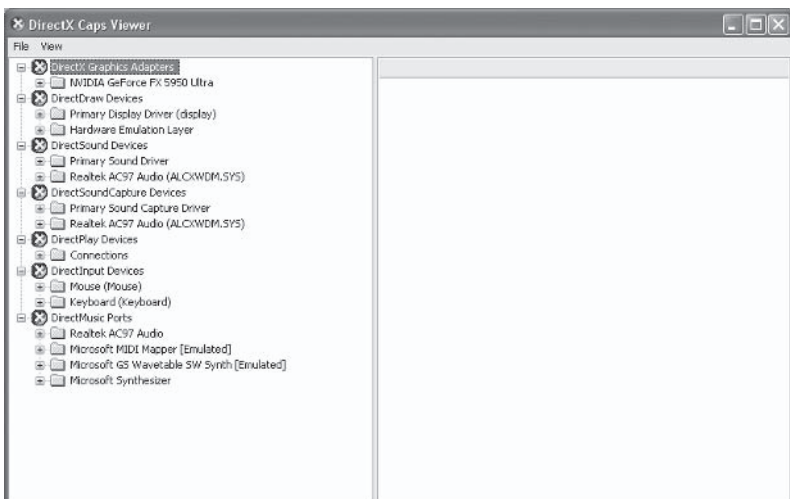 DirectX Caps Viewer
File View
DirectX Graphics Adapters
NVIDIA GeForce FX 5950 Ultra
DirectDraw Devices
Primary Display Driver (display)
Hardware Emulation Layer
DirectSound Devices
Primary Sound Driver
Realtek AC97 Audio (ALCXWDM.SYS)
DirectSoundCapture Devices
Primary Sound Capture Driver
Realtek AC97 Audio (ALCXWDM.SYS)
DirectPlay Devices
Connections
DirectInput Devices
Mouse (Mouse)
Keyboard (Keyboard)
DirectMusic Ports
Realtek AC97 Audio
Microsoft MIDI Mapper [Emulated]
Microsoft GS Wavetable SW Synth [Emulated]
Microsoft Synthesizer